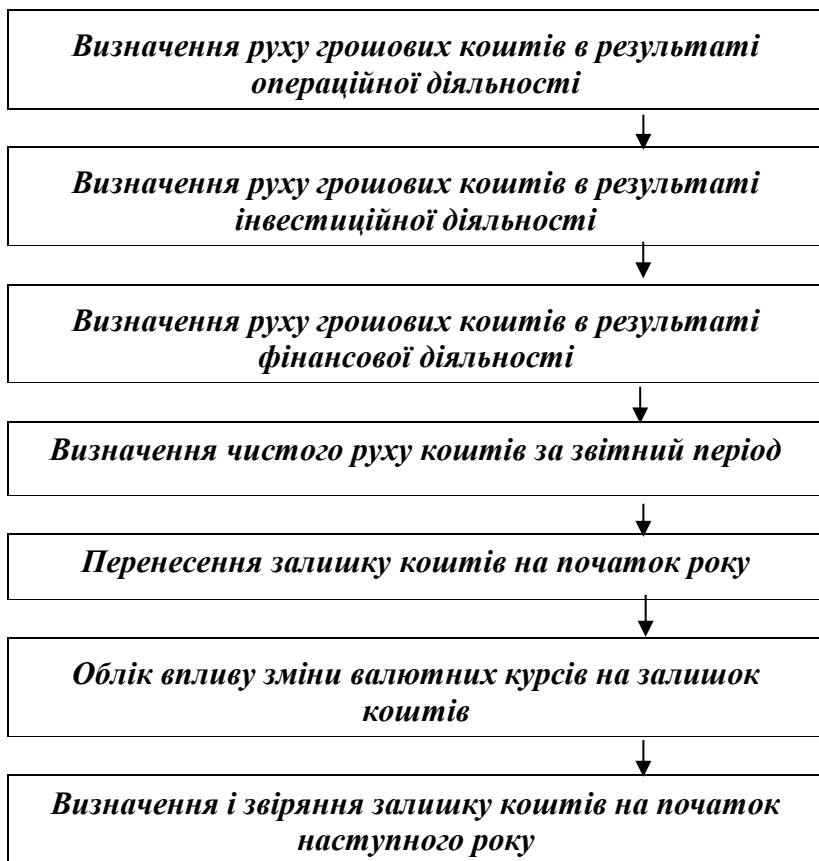 Визначення руху грошових коштів в результаті
операційної діяльності
Визначення руху грошових коштів в результаті
інвестиційної діяльності
Визначення руху грошових коштів в результаті
фінансової діяльності
Визначення чистого руху коштів за звітний період
Перенесення залишку коштів на початок року
Облік впливу зміни валютних курсів на залишок
коштів
Визначення і звіряння залишку коштів на початок
наступного року